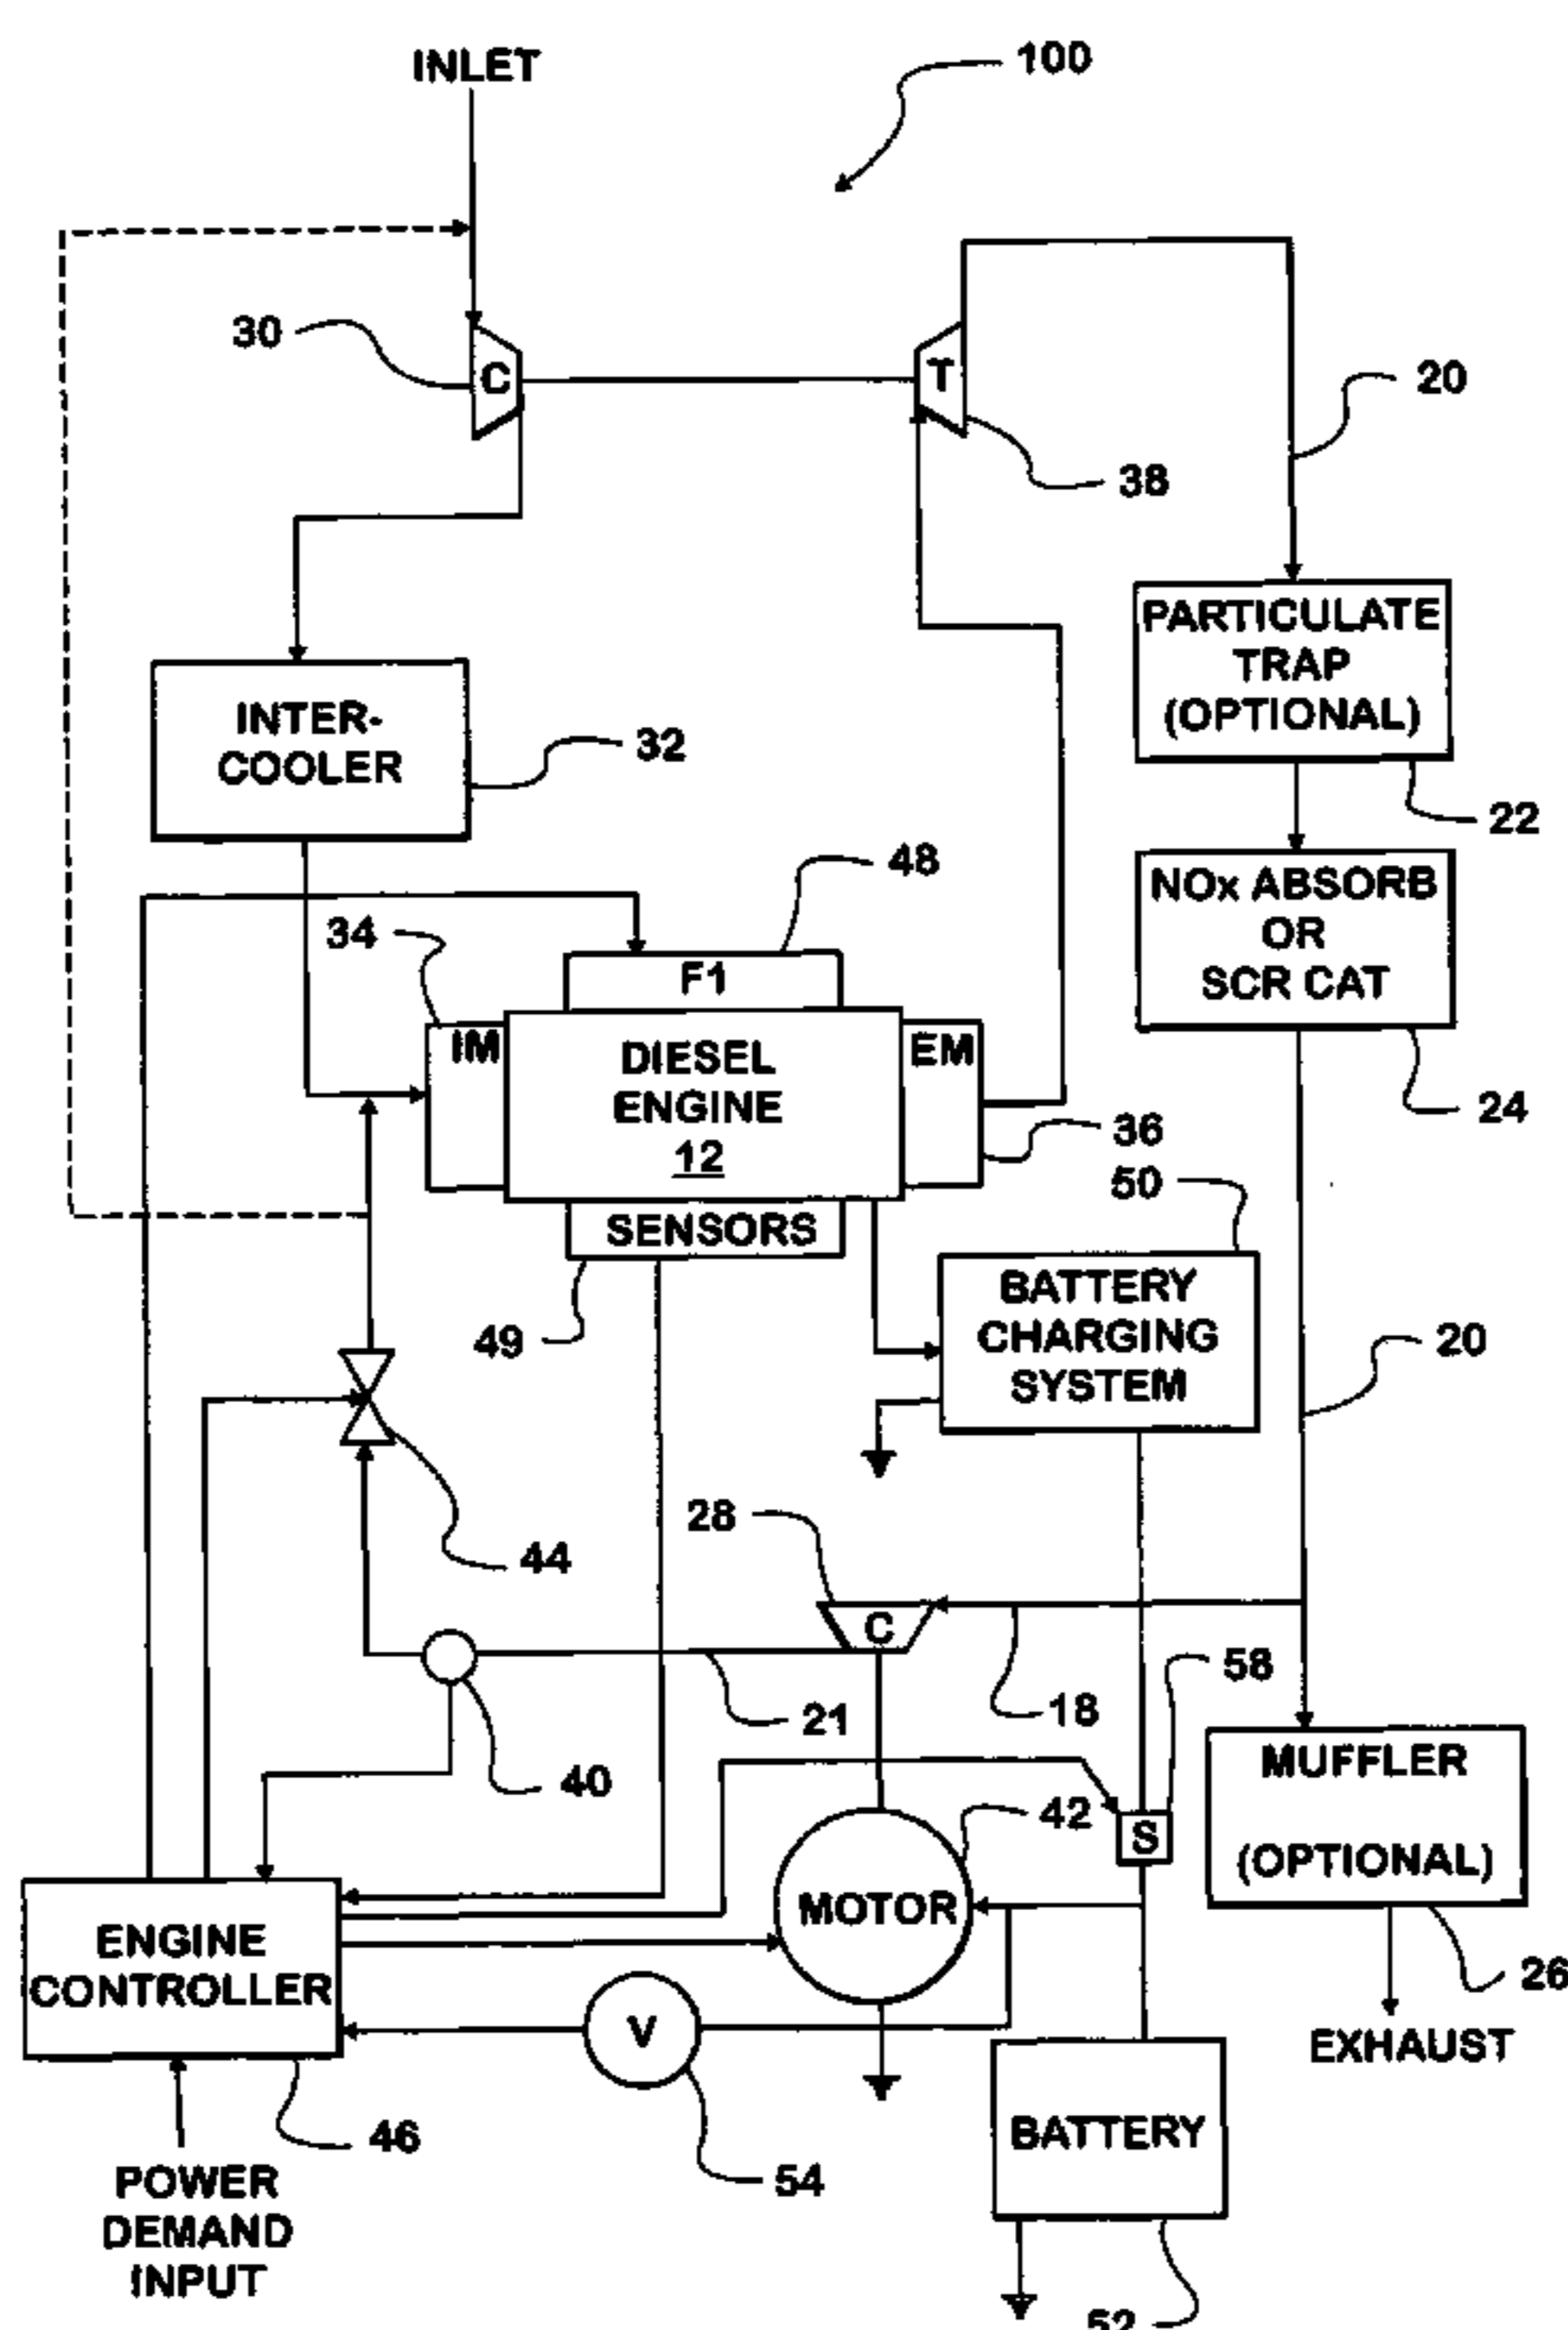 INLET
100
30
C
T
20
38
PARTICULATE
TRAP
(OPTIONAL)
INTER-
COOLER
32
22
48
NOx ABSORB
OR
SCR CAT
34
F1
IM
DIESEL
ENGINE
12
EM
24
36
50
SENSORS
BATTERY
CHARGING
SYSTEM
49
20
28
44
C
58
21
18
40
MUFFLER
(OPTIONAL)
42
S
MOTOR
ENGINE
CONTROLLER
26
V
EXHAUST
46
BATTERY
54
POWER
DEMAND
INPUT
52